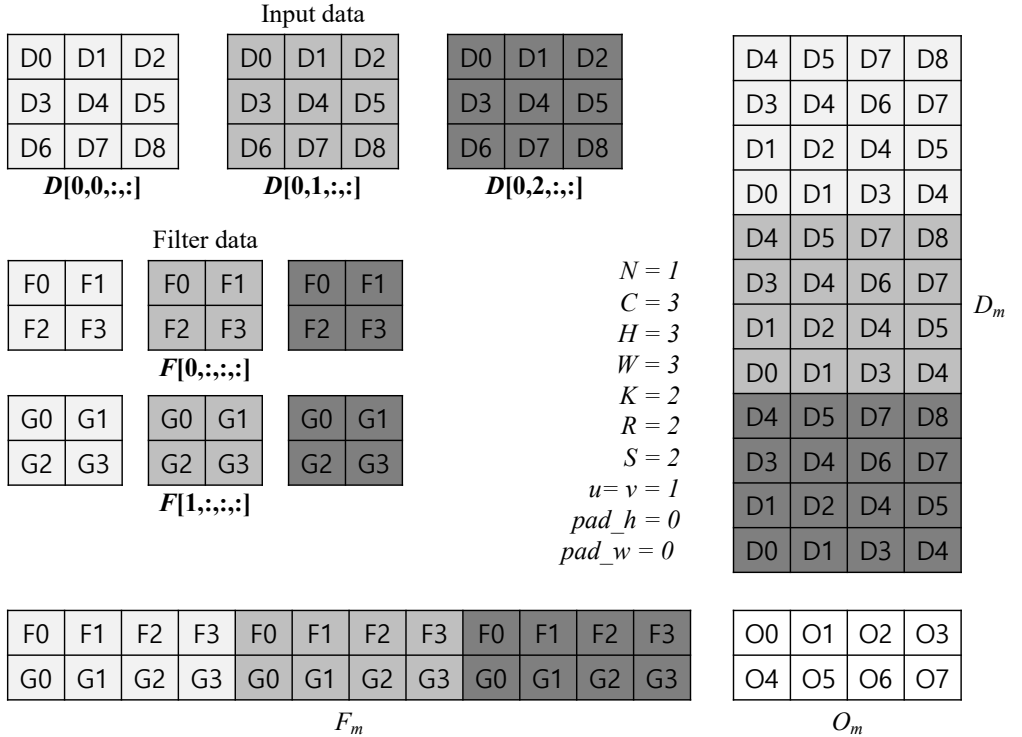 Input data
D0 D1 D2 D0 D1 D2 D0 D1 D2
D3 D4 D5 D3 D4 D5 D3 D4 D5
D6 D7 D8 D6 D7 D8 D6 D7 D8
D[0,0,:,:] D[0,1,:,:] D[0,2,:,:]
Filter data
F0 F1 F0 F1 F0 F1
F2 F3 F2 F3 F2 F3
F[0,:,:,:]
G0 G1 G0 G1 G0 G1
G2 G3 G2 G3 G2 G3
F[1,:,:,:]
N = 1
C = 3
H = 3
W = 3
K = 2
R = 2
S = 2
u= v = 1
pad_h = 0
pad_w = 0
D4 D5 D7 D8
D3 D4 D6 D7
D1 D2 D4 D5
D0 D1 D3 D4
D4 D5 D7 D8
D3 D4 D6 D7
D1 D2 D4 D5
D0 D1 D3 D4
D4 D5 D7 D8
D3 D4 D6 D7
D1 D2 D4 D5
D0 D1 D3 D4
Dm
F0 F1 F2 F3 F0 F1 F2 F3 F0 F1 F2 F3
G0 G1 G2 G3 G0 G1 G2 G3 G0 G1 G2 G3
Fm
O0 O1 O2 O3
O4 O5 O6 O7
Om